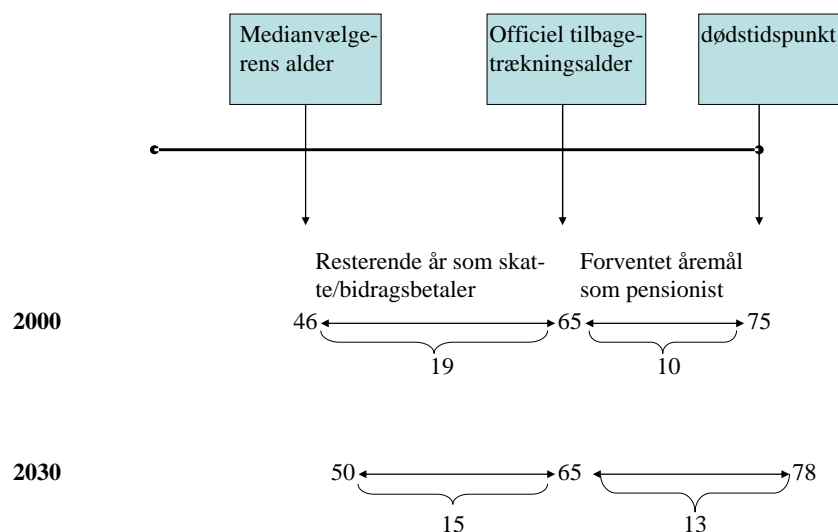 Medianvælge-
rens alder
Officiel tilbage-
trækningsalder
dødstidspunkt
Resterende år som skat-
te/bidragsbetaler
Forventet åremål
som pensionist
2000
46
65
75
19
10
2030
50
65
78
15
13